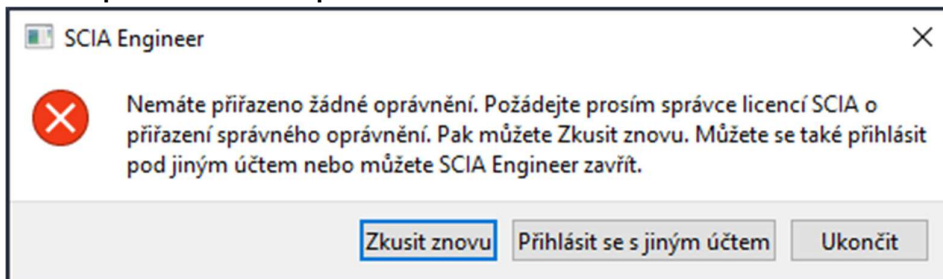 SCIA Engineer
Nemáte přiřazeno žádné oprávnění. Požádejte prosím správce licencí SCIA o
přiřazení správného oprávnění. Pak můžete Zkusit znovu. Můžete se také přihlásit
pod jiným účtem nebo můžete SCIA Engineer zavřít.
Zkusit znovu Přihlásit se s jiným účtem Ukončit